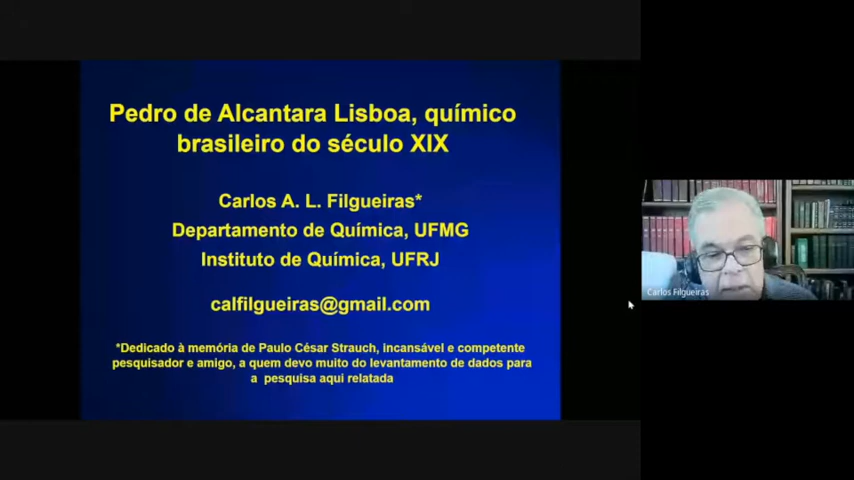 Pedro de Alcantara Lisboa, químico
brasileiro do século XIX
Carlos A. L. Filgueiras*
Departamento de Química, UFMG
Instituto de Química, UFRJ
calfilgueiras@gmail.com
*Dedicado à memória de Paulo César Strauch, incansável e competente
pesquisador e amigo, a quem devo muito do levantamento de dados para
a pesquisa aqui relatada
Carlos Filgueiras